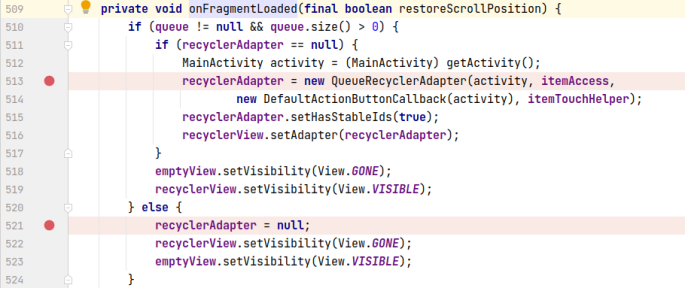 509 private void onFragmentLoaded(final boolean restoreScrollPosition) {
510 if (queue != null && queue.size() > 0) {
511 if (recyclerAdapter == null) {
512 MainActivity activity = (MainActivity) getActivity();
513 recyclerAdapter = new QueueRecyclerAdapter(activity, itemAccess,
514 new DefaultActionButtonCallback(activity), itemTouchHelper);
515 recyclerAdapter.setHasStableIds(true);
516 recyclerView.setAdapter(recyclerAdapter);
517 }
518 emptyView.setVisibility(View.GONE);
519 recyclerView.setVisibility(View.VISIBLE);
520 } else {
521 recyclerAdapter = null;
522 recyclerView.setVisibility(View.GONE);
523 emptyView.setVisibility(View.VISIBLE);
524 }